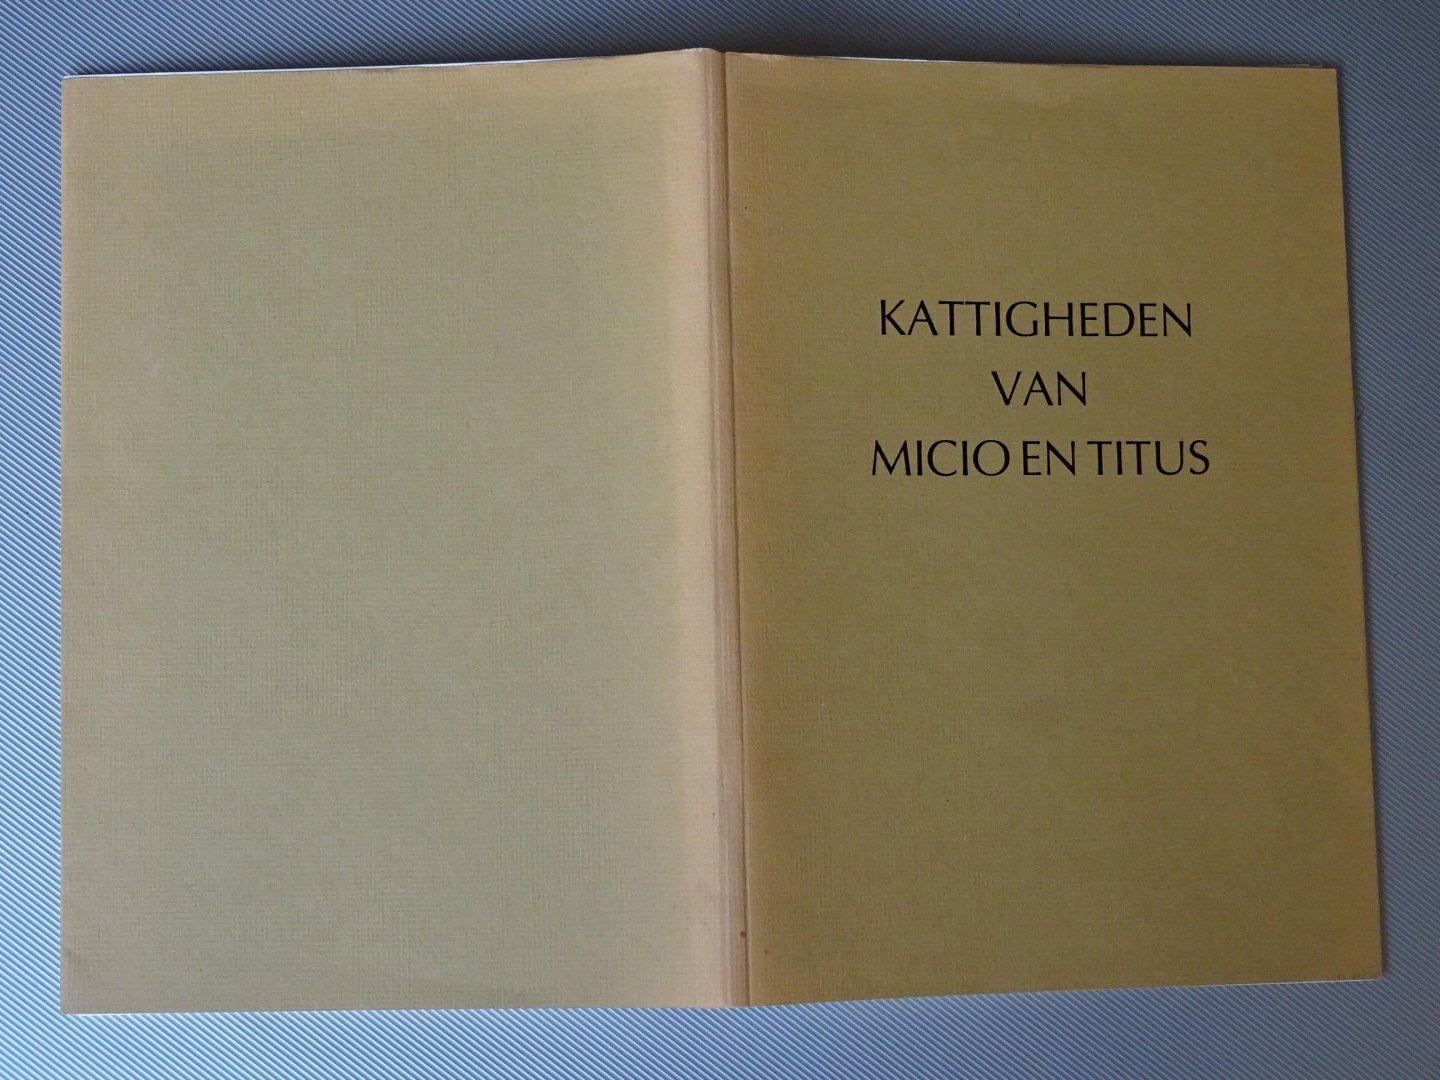 KATTIGHEDEN
VAN
MICIO EN TITUS